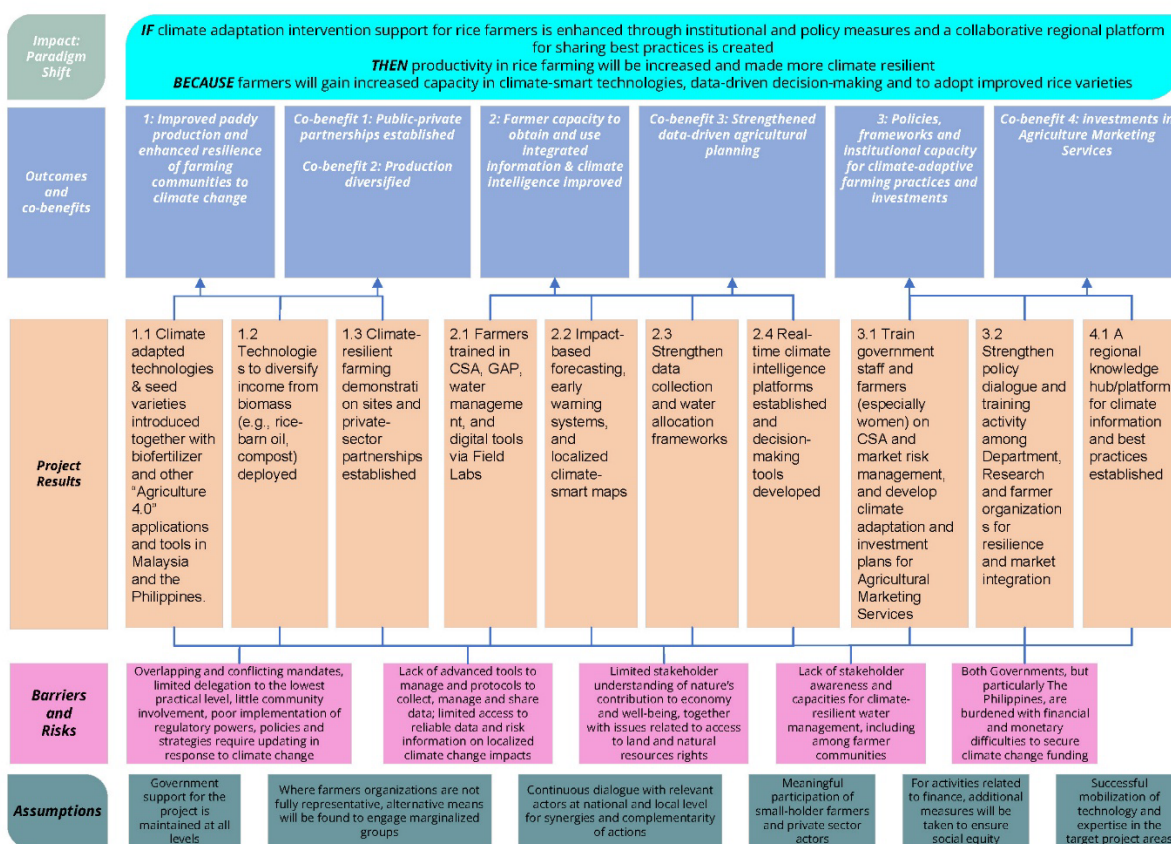 Impact:
Paradigm
Shift
IF climate adaptation intervention support for rice farmers is enhanced through institutional and policy measures and a collaborative regional platform
for sharing best practices is created
THEN productivity in rice farming will be increased and made more climate resilient
BECAUSE farmers will gain increased capacity in climate-smart technologies, data-driven decision-making and to adopt improved rice varieties
Outcomes
and
co-benefits
1: Improved paddy
production and
enhanced resilience
of farming
communities to
climate change
Co-benefit 1: Public-private
partnerships established
Co-benefit 2: Production
diversified
2: Farmer capacity to
obtain and use
integrated
information & climate
intelligence improved
Co-benefit 3: Strengthened
data-driven agricultural
planning
3: Policies,
frameworks and
institutional capacity
for climate-adaptive
farming practices and
investments
Co-benefit 4: investments in
Agriculture Marketing
Services
Project
Results
1.1 Climate
adapted
technologies
& seed
varieties
introduced
together with
biofertilizer
and other
“Agriculture
4.0”
applications
and tools in
Malaysia
and the
Philippines.
1.2
Technologie
s to diversify
income from
biomass
(e.g., rice-
barn oil,
compost)
deployed
1.3 Climate-
resilient
farming
demonstrati
on sites and
private-
sector
partnerships
established
2.1 Farmers
trained in
CSA, GAP,
water
manageme
nt, and
digital tools
via Field
Labs
2.2 Impact-
based
forecasting,
early
warning
systems,
and
localized
climate-
smart maps
2.3
Strengthen
data
collection
and water
allocation
frameworks
2.4 Real-
time climate
intelligence
platforms
established
and
decision-
making
tools
developed
3.1 Train
government
staff and
farmers
(especially
women) on
CSA and
market risk
management,
and develop
climate
adaptation and
investment
plans for
Agricultural
Marketing
Services
3.2
Strengthen
policy
dialogue and
training
activity
among
Department,
Research
and farmer
organization
s for
resilience
and market
integration
4.1 A
regional
knowledge
hub/platform
for climate
information
and best
practices
established
Barriers
and
Risks
Overlapping and conflicting mandates,
limited delegation to the lowest
practical level, little community
involvement, poor implementation of
regulatory powers, policies and
strategies require updating in
response to climate change
Lack of advanced tools to
manage and protocols to
collect, manage and share
data; limited access to
reliable data and risk
information on localized
climate change impacts
Limited stakeholder
understanding of nature’s
contribution to economy
and well-being, together
with issues related to access
to land and natural
resources rights
Lack of stakeholder
awareness and
capacities for climate-
resilient water
management, including
among farmer
communities
Both Governments, but
particularly The
Philippines, are
burdened with financial
and monetary
difficulties to secure
climate change funding
Assumptions
Government
support for the
project is
maintained at all
levels
Where farmers organizations are not
fully representative, alternative means
will be found to engage marginalized
groups
Continuous dialogue with relevant
actors at national and local level
for synergies and complementarity
of actions
Meaningful
participation of
small-holder farmers
and private sector
actors
For activities related
to finance, additional
measures will be
taken to ensure
social equity
Successful
mobilization of
technology and
expertise in the
target project areas